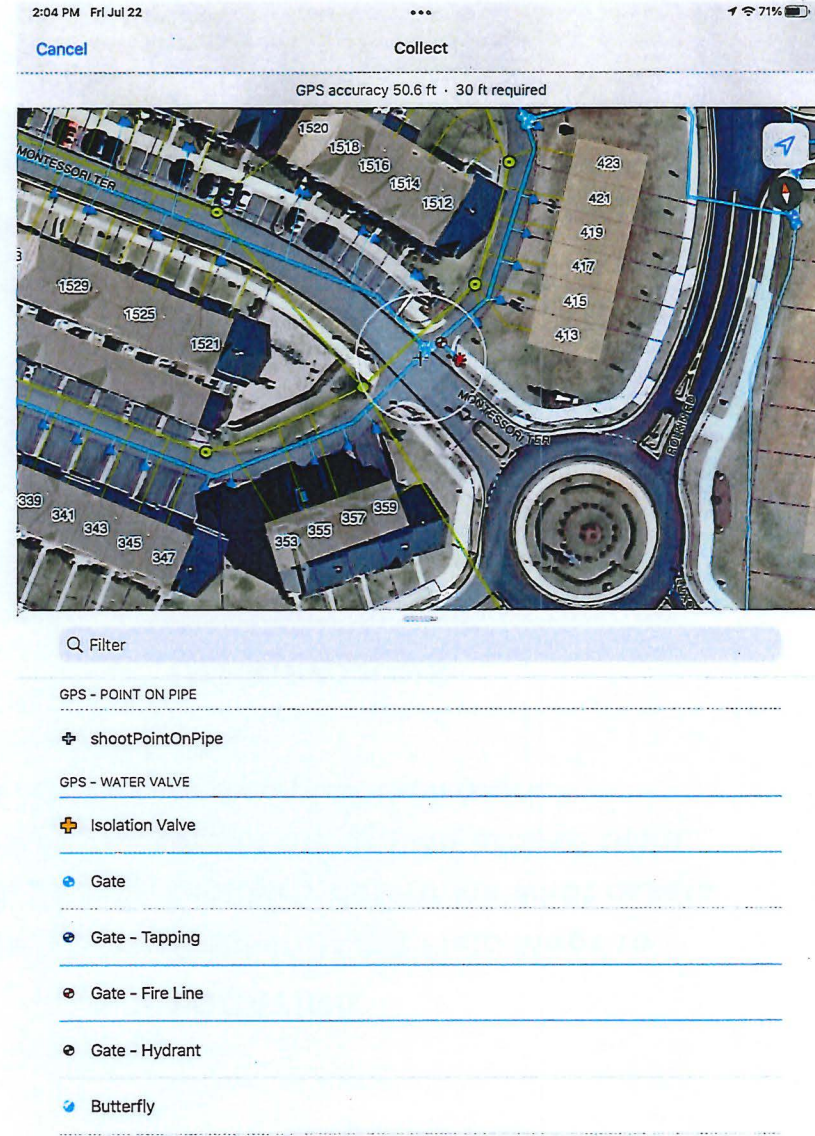 2:04 PM Fri Jul 22
71%
Cancel
Collect
GPS accuracy 50.6 ft · 30 ft required
MONTESSORI TER
1520
1518
1516
1514
1512
423
421
419
417
415
413
1529
1525
1521
MONTESSORI TER
339
341
343
345
347
353
355
357
359
Filter
GPS - POINT ON PIPE
shootPointOnPipe
GPS - WATER VALVE
Isolation Valve
Gate
Gate - Tapping
Gate - Fire Line
Gate - Hydrant
Butterfly